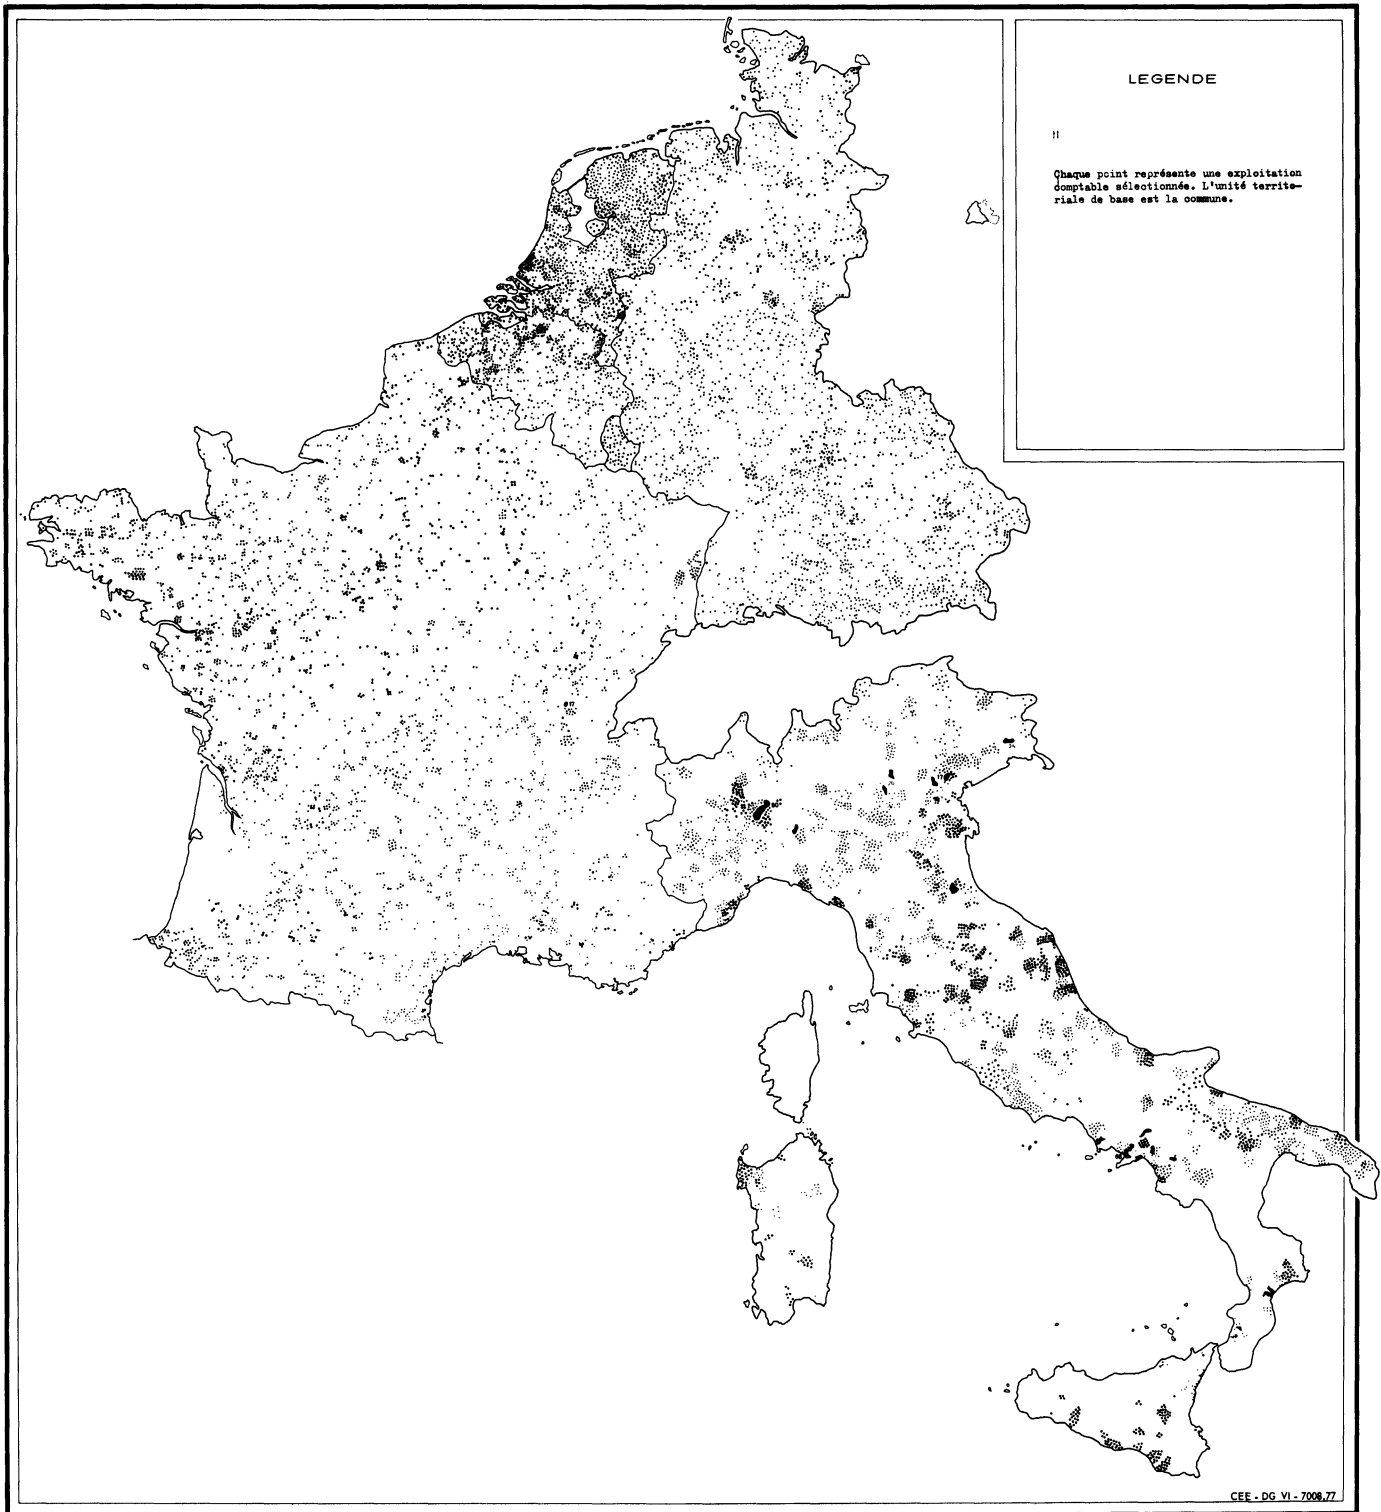 LEGENDE
Chaque point représente une exploitation
comptable sélectionnée. L'unité territo-
riale de base est la commune.
CEE - DG VI - 7008.77